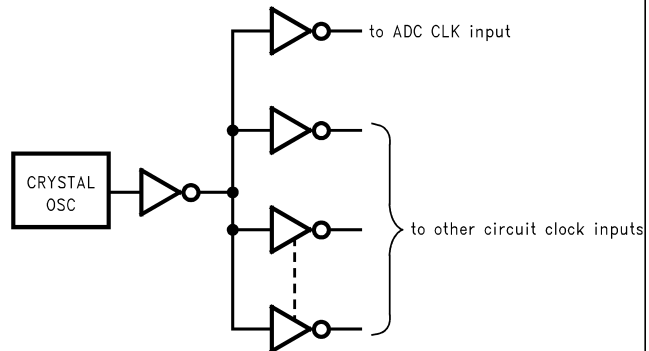 to ADC CLK input
CRYSTAL
OSC
to other circuit clock inputs